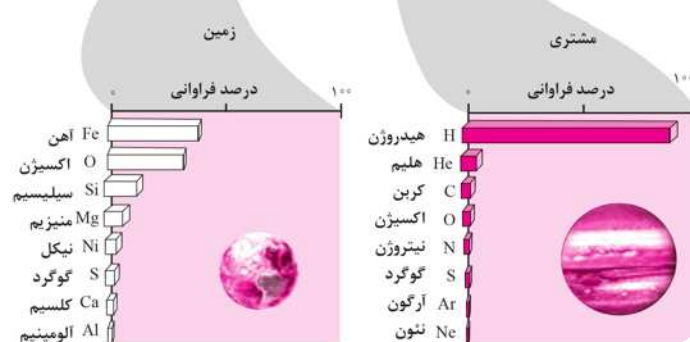 مشتری
درصد فراوانی
۰ ۱۰۰
H هیدروژن
He هلیم
C کربن
O اکسیژن
N نیتروژن
S گوگرد
Ar آرگون
Ne نئون
زمین
درصد فراوانی
۰ ۱۰۰
Fe آهن
O اکسیژن
Si سیلیسیم
Mg منیزیم
Ni نیکل
S گوگرد
Ca کلسیم
Al آلومینیم